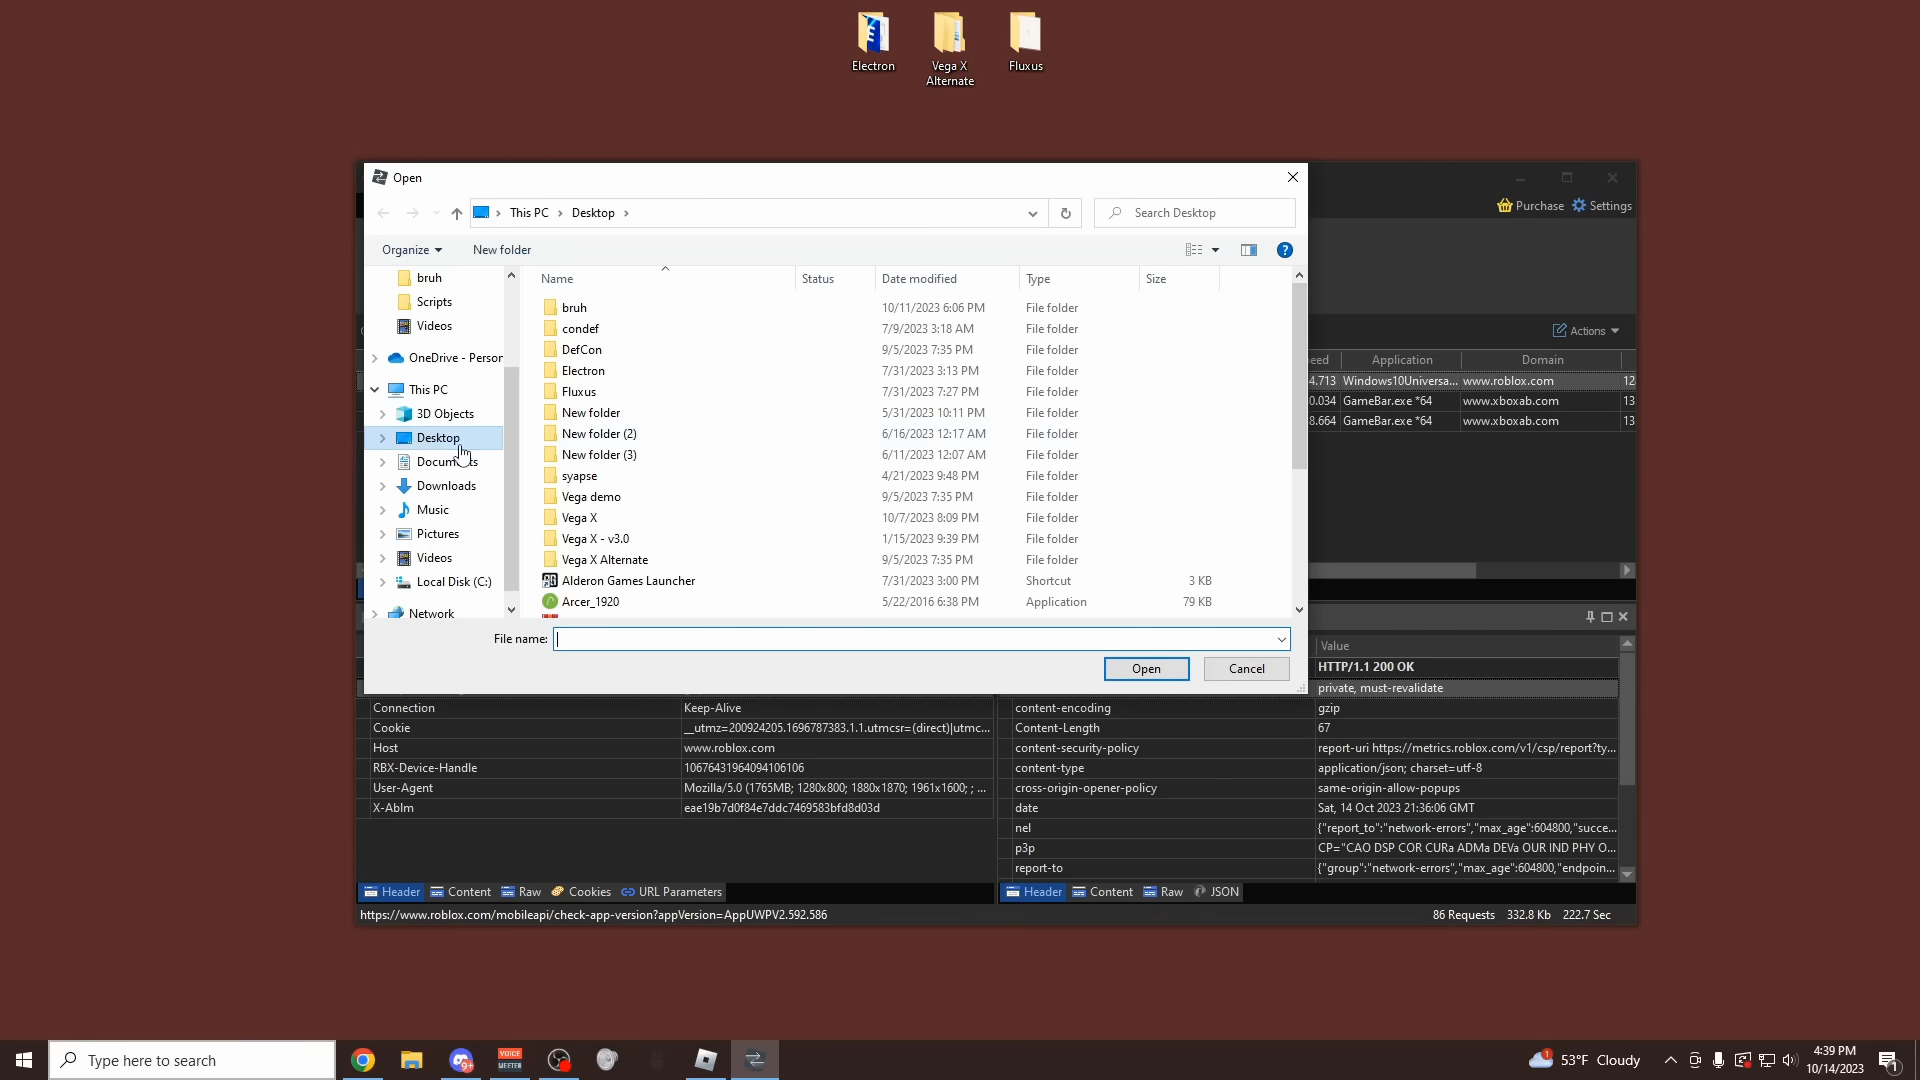 Electron
Vega X
Alternate
Fluxus
Open
Purchase
Settings
This PC
Desktop
Search Desktop
Organize
New folder
bruh
Scripts
Videos
OneDrive - Person
This PC
3D Objects
Desktop
Documents
Downloads
Music
Pictures
Videos
Local Disk (C:)
Network
Name Status Date modified Type Size
bruh 10/11/2023 6:06 PM File folder
condef 7/9/2023 3:18 AM File folder
DefCon 9/5/2023 7:35 PM File folder
Electron 7/31/2023 3:13 PM File folder
Fluxus 7/31/2023 7:27 PM File folder
New folder 5/31/2023 10:11 PM File folder
New folder (2) 6/16/2023 12:17 AM File folder
New folder (3) 6/11/2023 12:07 AM File folder
syapse 4/21/2023 9:48 PM File folder
Vega demo 9/5/2023 7:35 PM File folder
Vega X 10/7/2023 8:09 PM File folder
Vega X - v3.0 1/15/2023 9:39 PM File folder
Vega X Alternate 9/5/2023 7:35 PM File folder
Alderon Games Launcher 7/31/2023 3:00 PM Shortcut 3 KB
Arcer_1920 5/22/2016 6:38 PM Application 79 KB
File name:
Open Cancel
Actions
eed Application Domain
4.713 Windows10Universa... www.roblox.com 12
0.034 GameBar.exe *64 www.xboxab.com 13
8.664 GameBar.exe *64 www.xboxab.com 13
Value
HTTP/1.1 200 OK
private, must-revalidate
Connection Keep-Alive
Cookie __utmz=200924205.1696787383.1.1.utmcsr=(direct)|utmc...
Host www.roblox.com
RBX-Device-Handle 10676431964094106106
User-Agent Mozilla/5.0 (1765MB; 1280x800; 1880x1870; 1961x1600; ; ...
X-Ablm eae19b7d0f84e7ddc7469583bfd8d03d
content-encoding gzip
Content-Length 67
content-security-policy report-uri https://metrics.roblox.com/v1/csp/report?ty...
content-type application/json; charset=utf-8
cross-origin-opener-policy same-origin-allow-popups
date Sat, 14 Oct 2023 21:36:06 GMT
nel {"report_to":"network-errors","max_age":604800,"succe...
p3p CP="CAO DSP COR CURa ADMa DEVa OUR IND PHY O...
report-to {"group":"network-errors","max_age":604800,"endpoin...
Header Content Raw Cookies URL Parameters
Header Content Raw JSON
https://www.roblox.com/mobileapi/check-app-version?appVersion=AppUWPV2.592.586
86 Requests 332.8 Kb 222.7 Sec
Type here to search
9+
VOICE
MEETER
1
53°F Cloudy
4:39 PM
10/14/2023
1